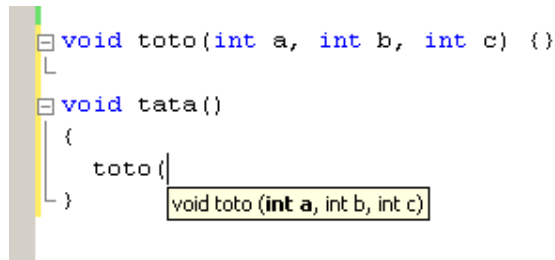 void toto(int a, int b, int c) {}
void tata()
{
toto(
}
void toto (int a, int b, int c)